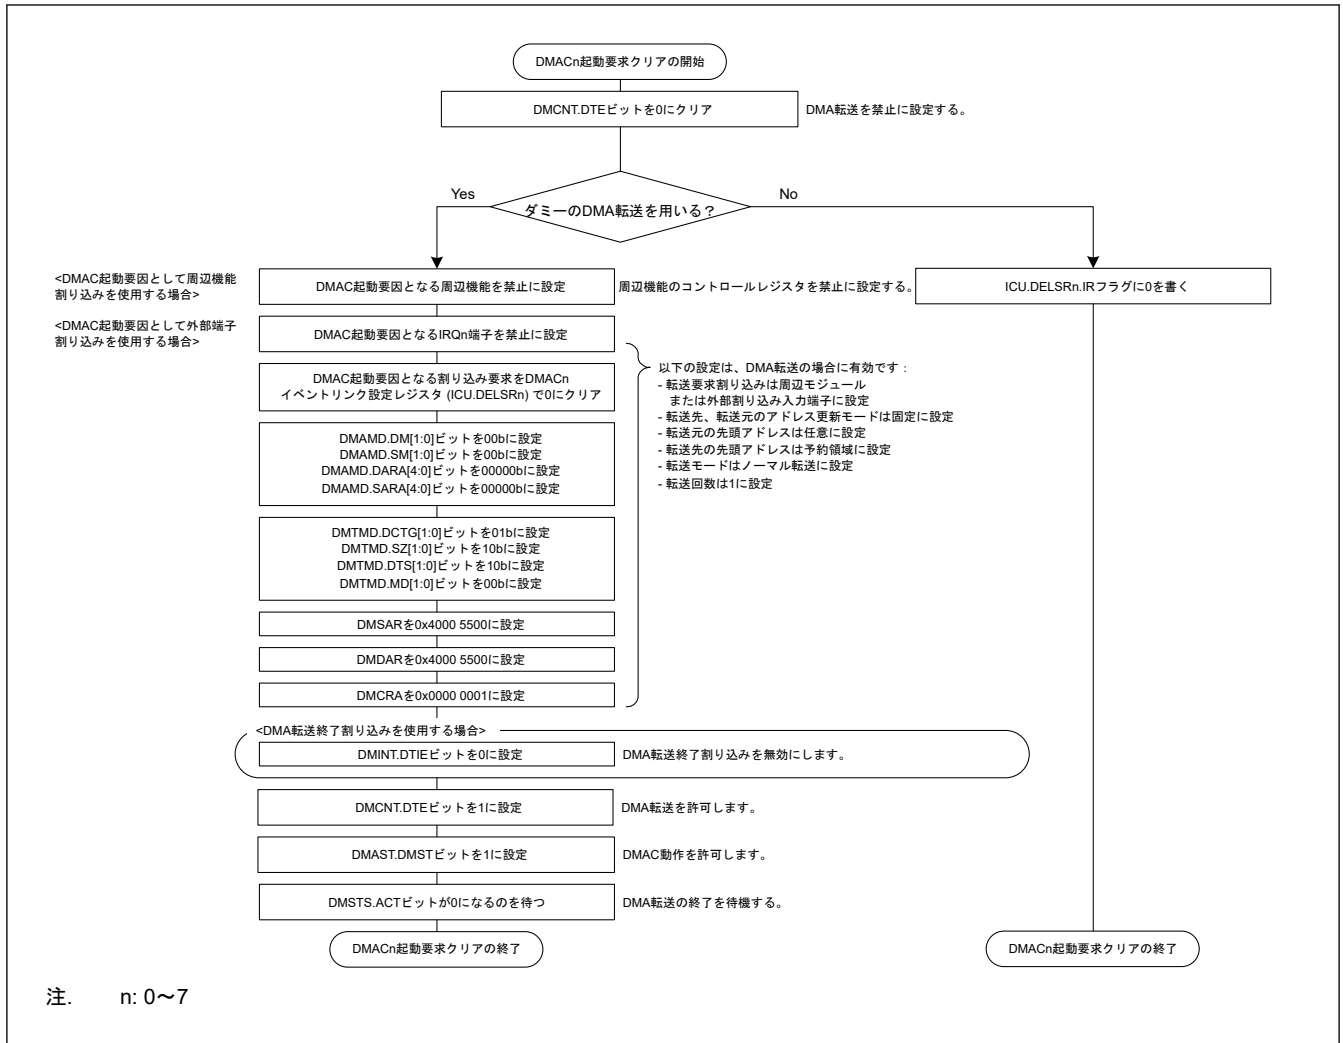 DMACn起動要求クリアの開始
DMCNT.DTEビットを0にクリア
DMA転送を禁止に設定する。
Yes
ダミーのDMA転送を用いる？
No
<DMAC起動要因として周辺機能
割り込みを使用する場合>
DMAC起動要因となる周辺機能を禁止に設定
周辺機能のコントロールレジスタを禁止に設定する。
ICU.DELSRn.IRフラグに0を書く
<DMAC起動要因として外部端子
割り込みを使用する場合>
DMAC起動要因となるIRQn端子を禁止に設定
DMAC起動要因となる割り込み要求をDMACn
イベントリンク設定レジスタ (ICU.DELSRn) で0にクリア
以下の設定は、DMA転送の場合に有効です：
- 転送要求割り込みは周辺モジュール
または外部割り込み入力端子に設定
- 転送先、転送元のアドレス更新モードは固定に設定
- 転送元の先頭アドレスは任意に設定
- 転送先の先頭アドレスは予約領域に設定
- 転送モードはノーマル転送に設定
- 転送回数は1に設定
DMAMD.DM[1:0]ビットを00bに設定
DMAMD.SM[1:0]ビットを00bに設定
DMAMD.DARA[4:0]ビットを00000bに設定
DMAMD.SARA[4:0]ビットを00000bに設定
DMTMD.DCTG[1:0]ビットを01bに設定
DMTMD.SZ[1:0]ビットを10bに設定
DMTMD.DTS[1:0]ビットを10bに設定
DMTMD.MD[1:0]ビットを00bに設定
DMSARを0x4000 5500に設定
DMDARを0x4000 5500に設定
DMCRAを0x0000 0001に設定
<DMA転送終了割り込みを使用する場合>
DMINT.DTIEビットを0に設定
DMA転送終了割り込みを無効にします。
DMCNT.DTEビットを1に設定
DMA転送を許可します。
DMAST.DMSTビットを1に設定
DMAC動作を許可します。
DMSTS.ACTビットが0になるのを待つ
DMA転送の終了を待機する。
DMACn起動要求クリアの終了
DMACn起動要求クリアの終了
注. n: 0～7